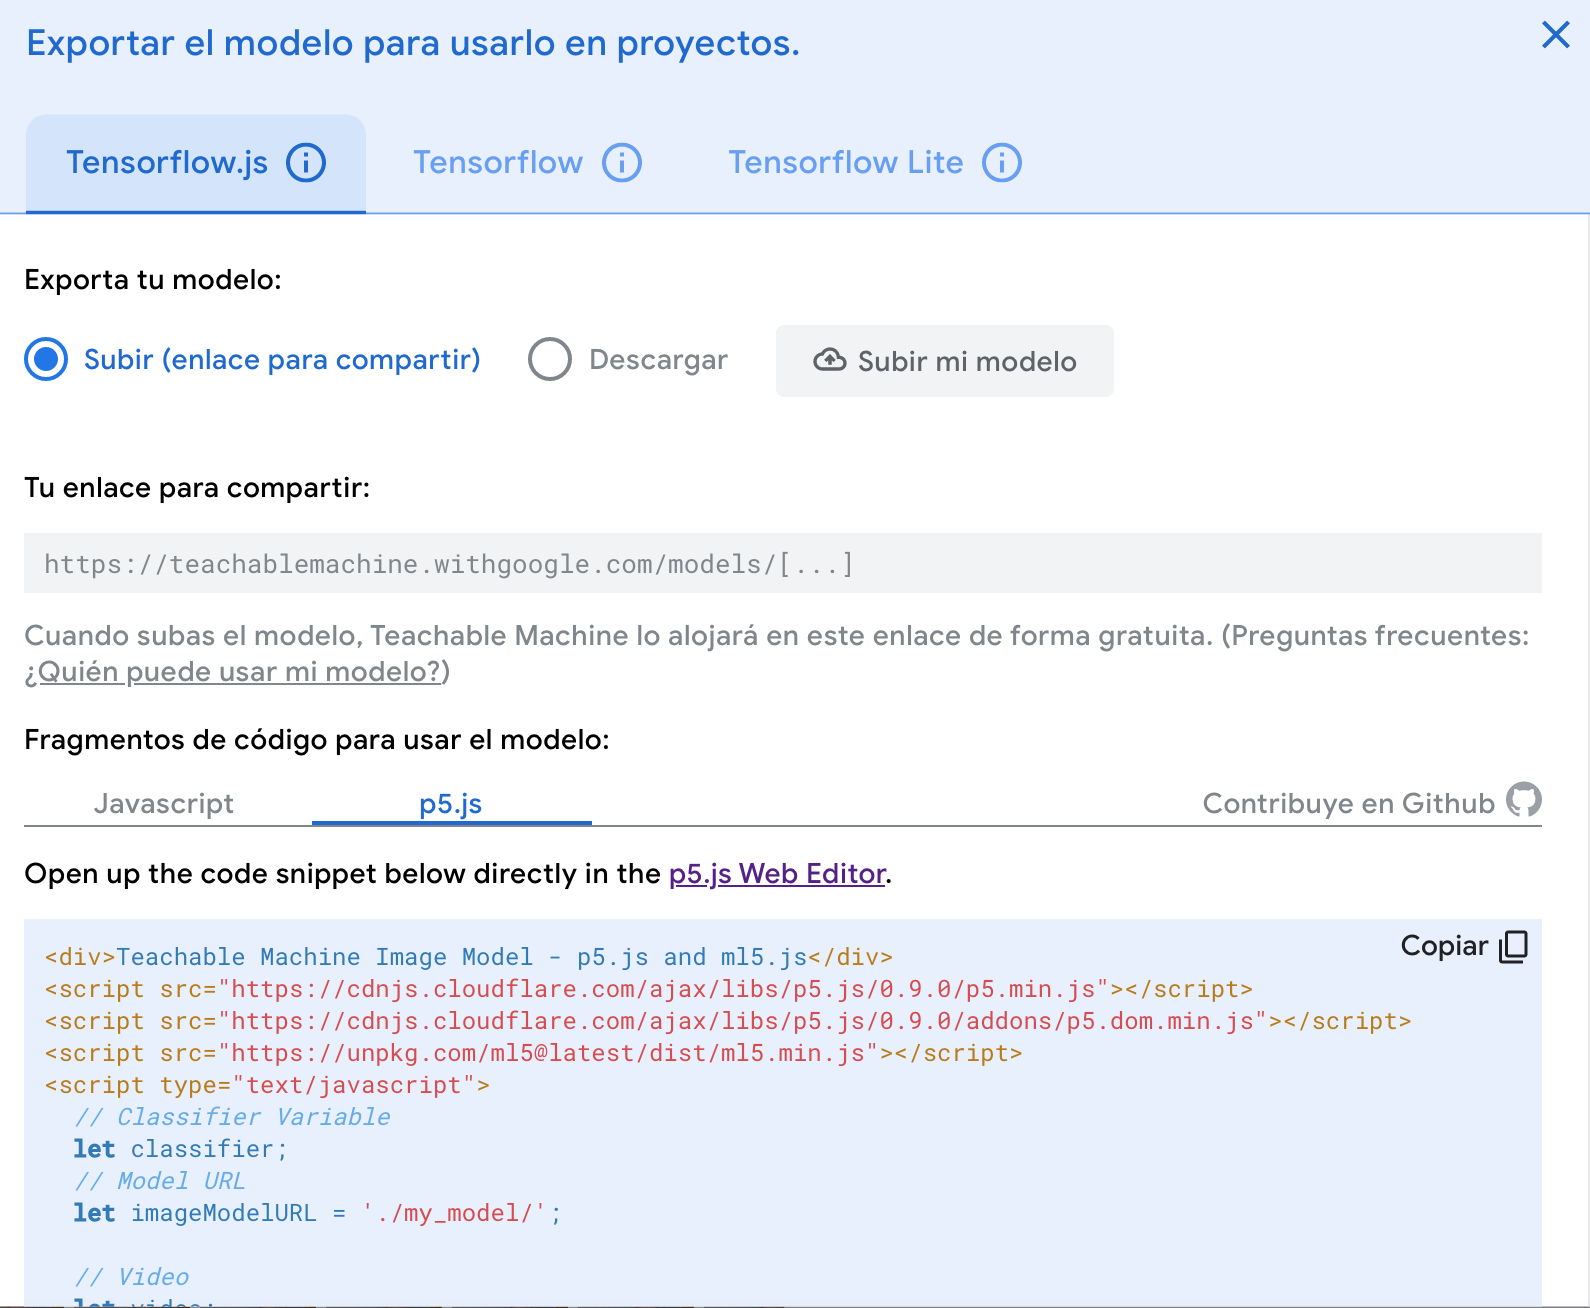 Exportar el modelo para usarlo en proyectos.
Tensorflow.js
Tensorflow
Tensorflow Lite
Exporta tu modelo:
Subir (enlace para compartir)
Descargar
Subir mi modelo
Tu enlace para compartir:
https://teachablemachine.withgoogle.com/models/[...]
Cuando subas el modelo, Teachable Machine lo alojará en este enlace de forma gratuita. (Preguntas frecuentes:
¿Quién puede usar mi modelo?)
Fragmentos de código para usar el modelo:
Javascript
p5.js
Contribuye en Github
Open up the code snippet below directly in the p5.js Web Editor.
Copiar
<div>Teachable Machine Image Model - p5.js and ml5.js</div>
<script src="https://cdnjs.cloudflare.com/ajax/libs/p5.js/0.9.0/p5.min.js"></script>
<script src="https://cdnjs.cloudflare.com/ajax/libs/p5.js/0.9.0/addons/p5.dom.min.js"></script>
<script src="https://unpkg.com/ml5@latest/dist/ml5.min.js"></script>
<script type="text/javascript">
// Classifier Variable
let classifier;
// Model URL
let imageModelURL = './my_model/';
// Video
let video;